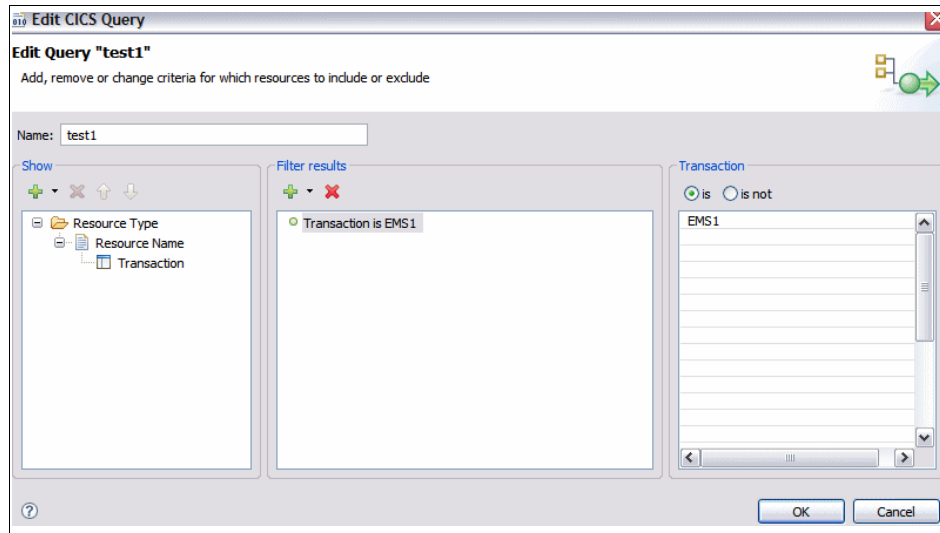 Edit CICS Query
Edit Query "test1"
Add, remove or change criteria for which resources to include or exclude
Name: test1
Show
Resource Type
Resource Name
Transaction
Filter results
Transaction is EMS1
Transaction
is is not
EMS1
OK Cancel